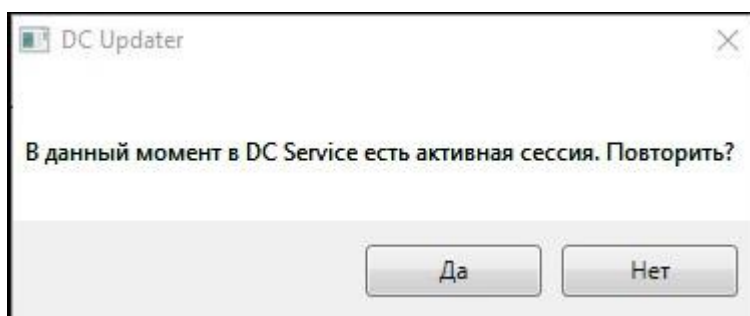 DC Updater
В данный момент в DC Service есть активная сессия. Повторить?
Да
Нет